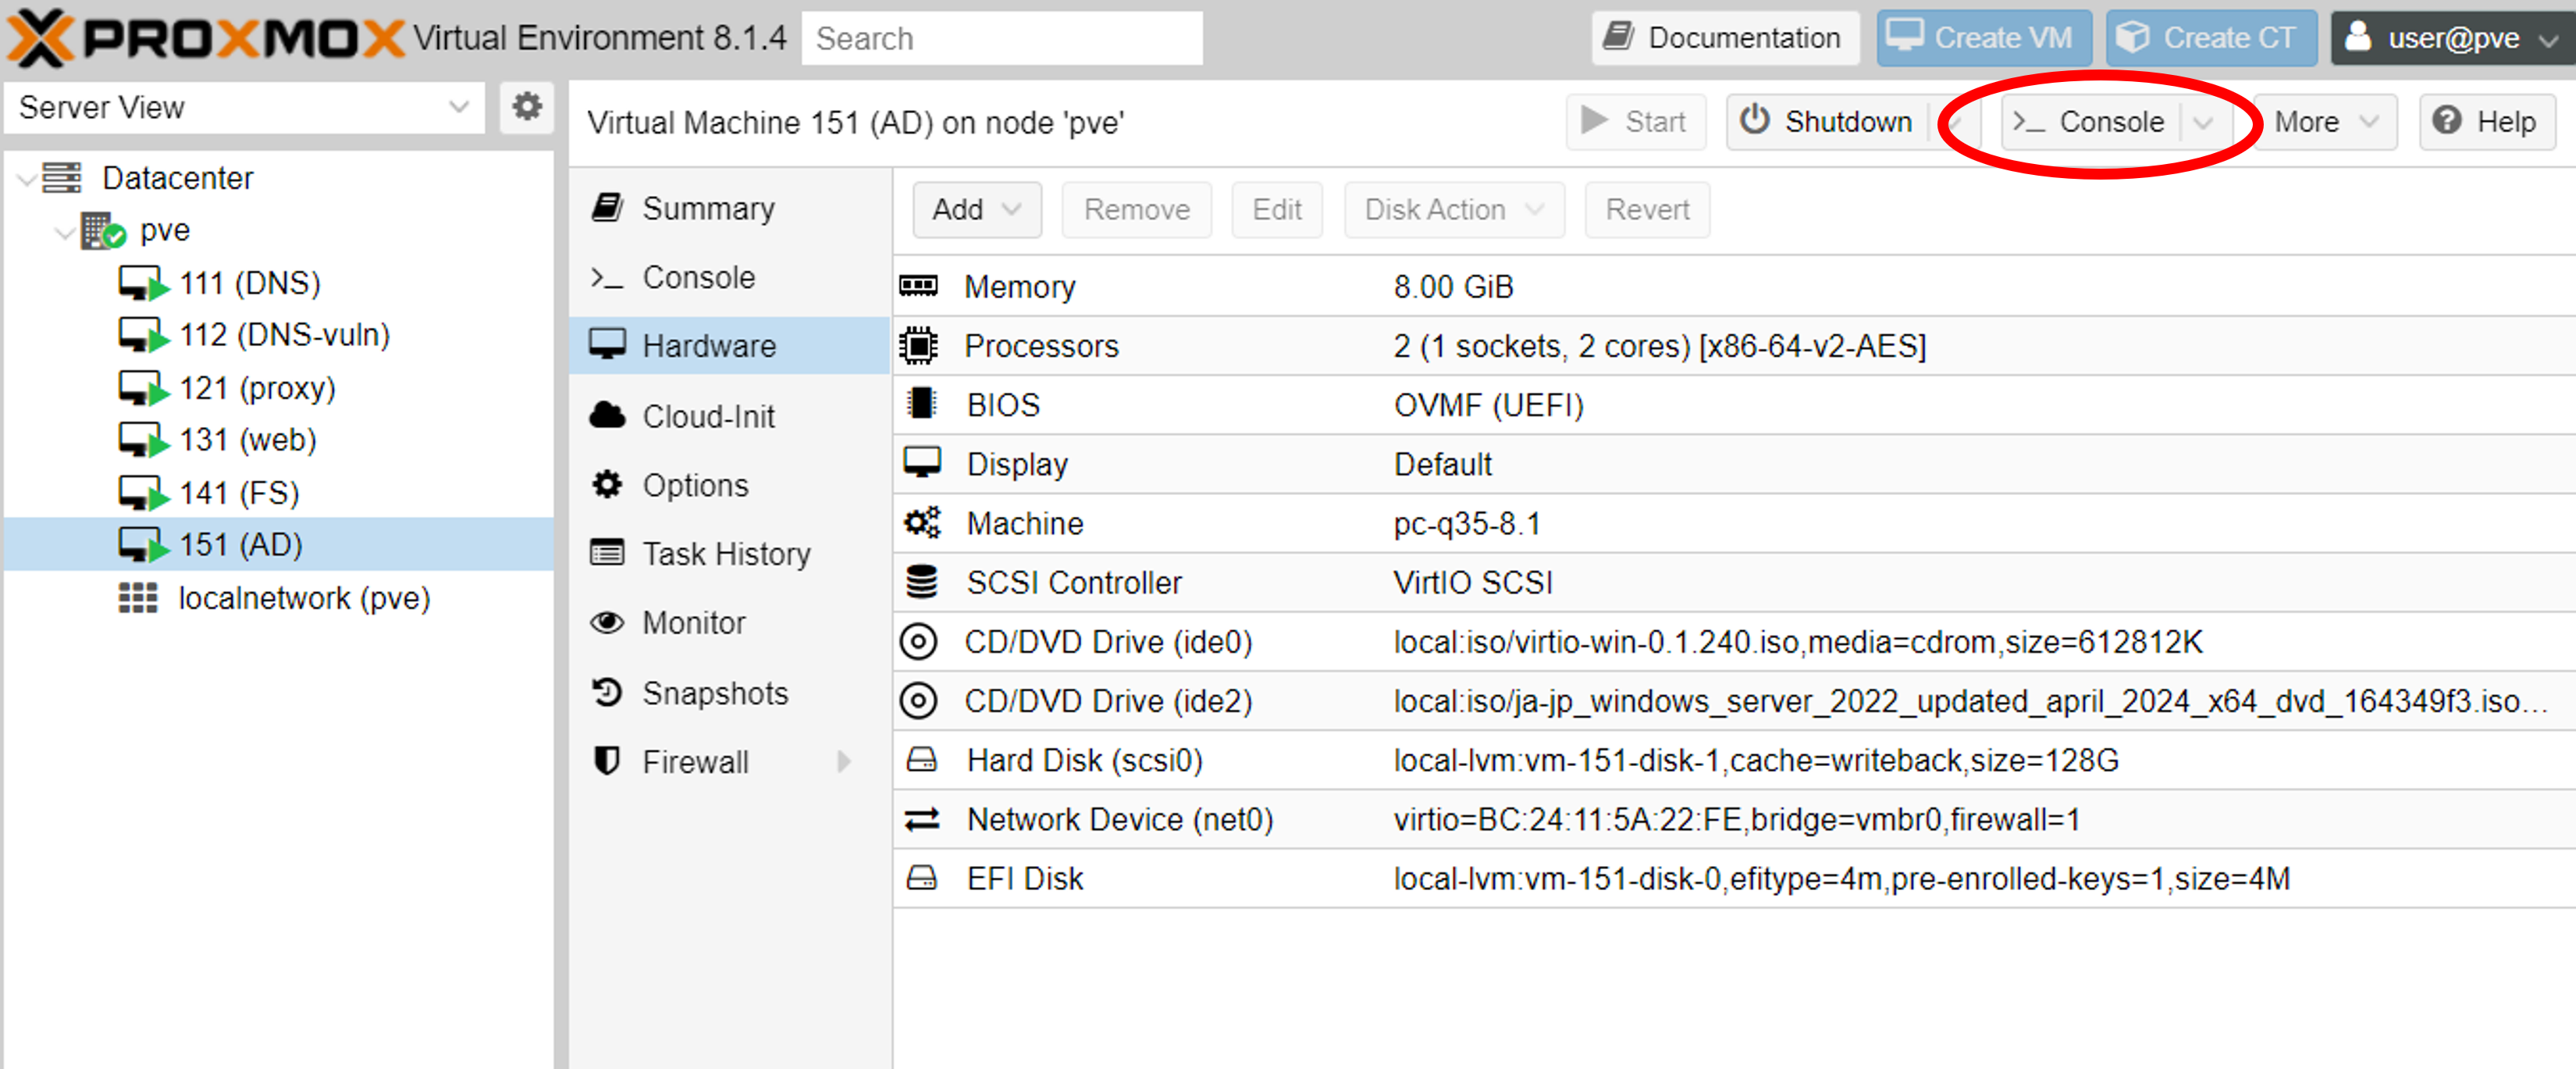 PROXMOX Virtual Environment 8.1.4 Search Documentation Create VM Create CT user@pve
Server View
Virtual Machine 151 (AD) on node 'pve' Start Shutdown Console More Help
Datacenter
pve
111 (DNS)
112 (DNS-vuln)
121 (proxy)
131 (web)
141 (FS)
151 (AD)
localnetwork (pve)
Summary
Console
Hardware
Cloud-Init
Options
Task History
Monitor
Snapshots
Firewall
Add Remove Edit Disk Action Revert
Memory 8.00 GiB
Processors 2 (1 sockets, 2 cores) [x86-64-v2-AES]
BIOS OVMF (UEFI)
Display Default
Machine pc-q35-8.1
SCSI Controller VirtIO SCSI
CD/DVD Drive (ide0) local:iso/virtio-win-0.1.240.iso,media=cdrom,size=612812K
CD/DVD Drive (ide2) local:iso/ja-jp_windows_server_2022_updated_april_2024_x64_dvd_164349f3.iso...
Hard Disk (scsi0) local-lvm:vm-151-disk-1,cache=writeback,size=128G
Network Device (net0) virtio=BC:24:11:5A:22:FE,bridge=vmbr0,firewall=1
EFI Disk local-lvm:vm-151-disk-0,efitype=4m,pre-enrolled-keys=1,size=4M